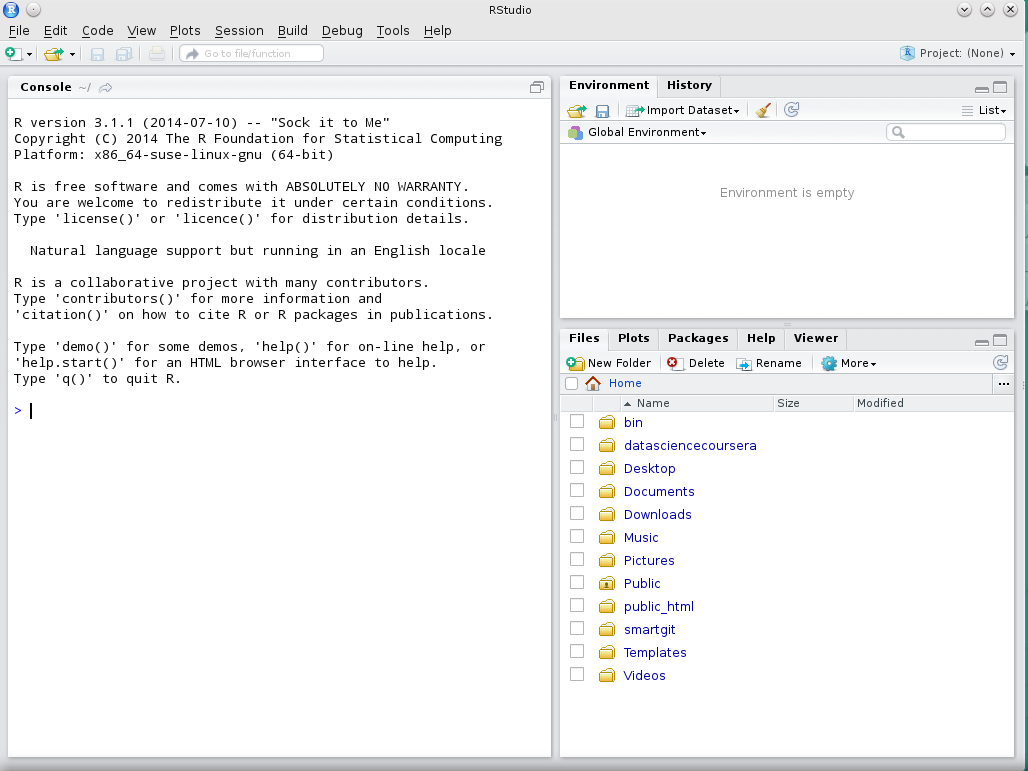 RStudio
File Edit Code View Plots Session Build Debug Tools Help
Go to file/function
Project: (None)
Console ~/
R version 3.1.1 (2014-07-10) -- "Sock it to Me"
Copyright (C) 2014 The R Foundation for Statistical Computing
Platform: x86_64-suse-linux-gnu (64-bit)
R is free software and comes with ABSOLUTELY NO WARRANTY.
You are welcome to redistribute it under certain conditions.
Type 'license()' or 'licence()' for distribution details.
Natural language support but running in an English locale
R is a collaborative project with many contributors.
Type 'contributors()' for more information and
'citation()' on how to cite R or R packages in publications.
Type 'demo()' for some demos, 'help()' for on-line help, or
'help.start()' for an HTML browser interface to help.
Type 'q()' to quit R.
>
Environment History
Import Dataset List
Global Environment
Environment is empty
Files Plots Packages Help Viewer
New Folder Delete Rename More
Home ...
Name Size Modified
bin
datasciencecoursera
Desktop
Documents
Downloads
Music
Pictures
Public
public_html
smartgit
Templates
Videos